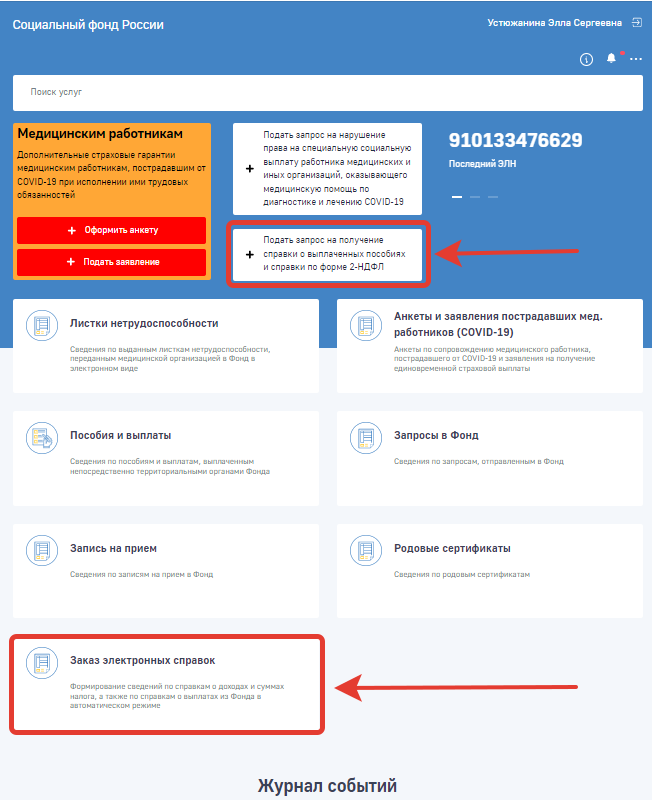 Социальный фонд России
Устюжанина Элла Сергеевна
Поиск услуг
Медицинским работникам
Дополнительные страховые гарантии
медицинским работникам, пострадавшим от
COVID-19 при исполнении ими трудовых
обязанностей
+ Оформить анкету
+ Подать заявление
Подать запрос на нарушение
права на специальную социальную
+ выплату работника медицинских и
иных организаций, оказывающего
медицинскую помощь по
диагностике и лечению COVID-19
Подать запрос на получение
+ справки о выплаченных пособиях
и справки по форме 2-НДФЛ
910133476629
Последний ЭЛН
Листки нетрудоспособности
Сведения по выданным листкам нетрудоспособности,
переданным медицинской организацией в Фонд в
электронном виде
Анкеты и заявления пострадавших мед.
работников (COVID-19)
Анкеты по сопровождению медицинского работника,
пострадавшего от COVID-19 и заявления на получение
единовременной страховой выплаты
Пособия и выплаты
Сведения по пособиям и выплатам, выплаченным
непосредственно территориальными органами Фонда
Запросы в Фонд
Сведения по запросам, отправленным в Фонд
Запись на прием
Сведения по записям на прием в Фонд
Родовые сертификаты
Сведения по родовым сертификатам
Заказ электронных справок
Формирование сведений по справкам о доходах и суммах
налога, а также по справкам о выплатах из Фонда в
автоматическом режиме
Журнал событий